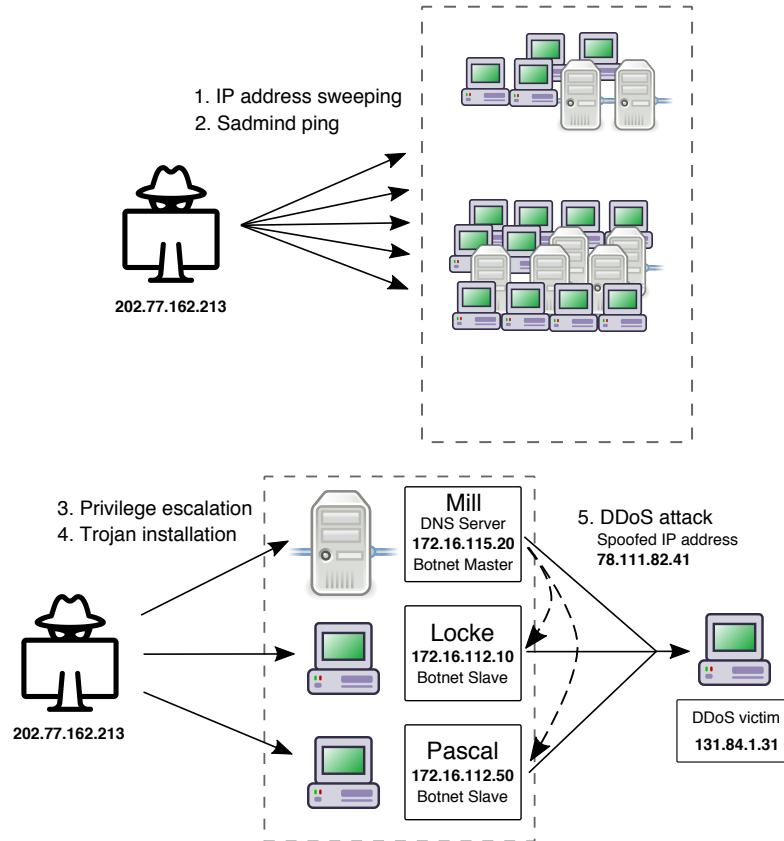 1. IP address sweeping
2. Sadmind ping
202.77.162.213
3. Privilege escalation
4. Trojan installation
202.77.162.213
Mill
DNS Server
172.16.115.20
Botnet Master
Locke
172.16.112.10
Botnet Slave
Pascal
172.16.112.50
Botnet Slave
5. DDoS attack
Spoofed IP address
78.111.82.41
DDoS victim
131.84.1.31